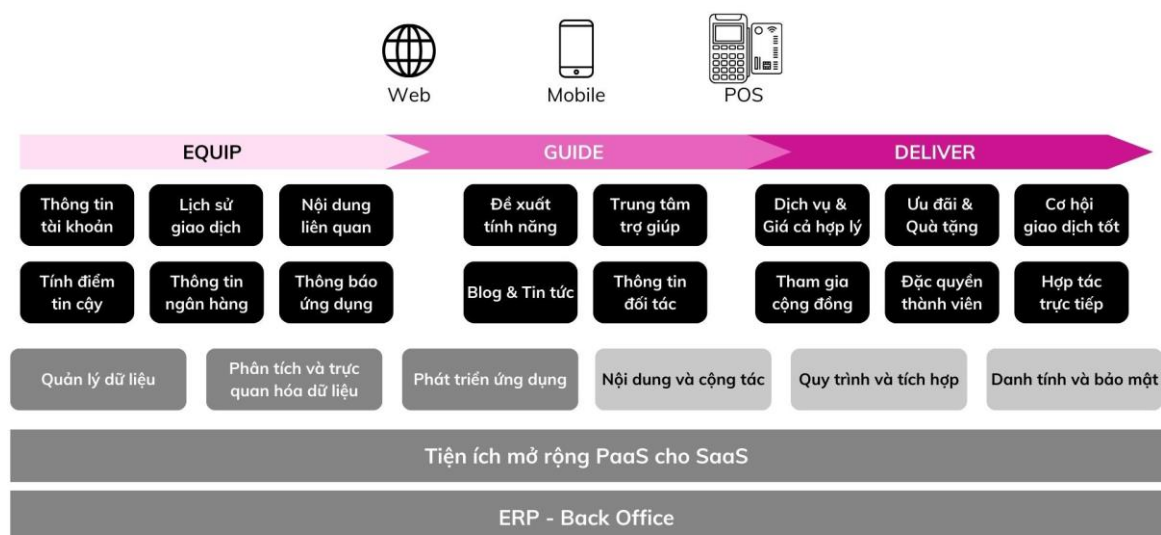 Web
Mobile
POS
EQUIP
GUIDE
DELIVER
Thông tin
tài khoản
Lịch sử
giao dịch
Nội dung
liên quan
Đề xuất
tính năng
Trung tâm
trợ giúp
Dịch vụ &
Giá cả hợp lý
Ưu đãi &
Quà tặng
Cơ hội
giao dịch tốt
Tính điểm
tin cậy
Thông tin
ngân hàng
Thông báo
ứng dụng
Blog & Tin tức
Thông tin
đối tác
Tham gia
cộng đồng
Đặc quyền
thành viên
Hợp tác
trực tiếp
Quản lý dữ liệu
Phân tích và trực
quan hóa dữ liệu
Phát triển ứng dụng
Nội dung và cộng tác
Quy trình và tích hợp
Danh tính và bảo mật
Tiện ích mở rộng PaaS cho SaaS
ERP - Back Office